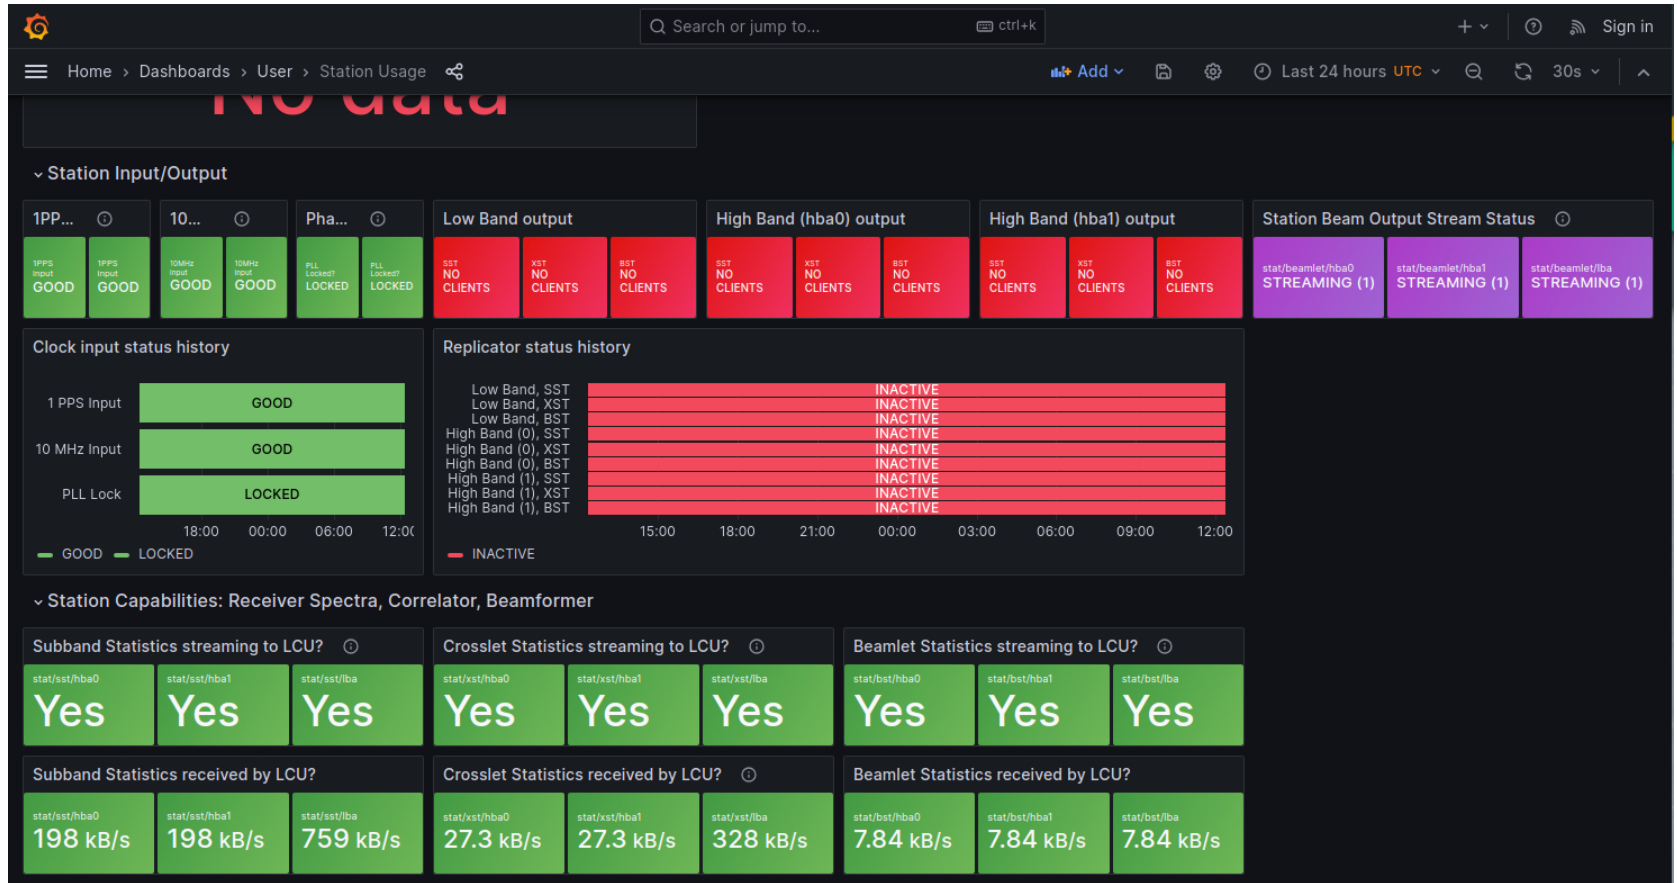 Search or jump to...
ctrl+k
Sign in
Home › Dashboards › User › Station Usage
Add
Last 24 hours UTC
30s
No data
Station Input/Output
1PP...
10...
Pha...
Low Band output
High Band (hba0) output
High Band (hba1) output
Station Beam Output Stream Status
1PPS Input GOOD
1PPS Input GOOD
10MHz Input GOOD
10MHz Input GOOD
PLL Locked? LOCKED
PLL Locked? LOCKED
SST NO CLIENTS
XST NO CLIENTS
BST NO CLIENTS
SST NO CLIENTS
XST NO CLIENTS
BST NO CLIENTS
SST NO CLIENTS
XST NO CLIENTS
BST NO CLIENTS
stat/beamlet/hba0 STREAMING (1)
stat/beamlet/hba1 STREAMING (1)
stat/beamlet/lba STREAMING (1)
Clock input status history
1 PPS Input GOOD
10 MHz Input GOOD
PLL Lock LOCKED
18:00 00:00 06:00 12:00
GOOD LOCKED
Replicator status history
Low Band, SST INACTIVE
Low Band, XST INACTIVE
Low Band, BST INACTIVE
High Band (0), SST INACTIVE
High Band (0), XST INACTIVE
High Band (0), BST INACTIVE
High Band (1), SST INACTIVE
High Band (1), XST INACTIVE
High Band (1), BST INACTIVE
15:00 18:00 21:00 00:00 03:00 06:00 09:00 12:00
INACTIVE
Station Capabilities: Receiver Spectra, Correlator, Beamformer
Subband Statistics streaming to LCU?
stat/sst/hba0 Yes
stat/sst/hba1 Yes
stat/sst/lba Yes
Crosslet Statistics streaming to LCU?
stat/xst/hba0 Yes
stat/xst/hba1 Yes
stat/xst/lba Yes
Beamlet Statistics streaming to LCU?
stat/bst/hba0 Yes
stat/bst/hba1 Yes
stat/bst/lba Yes
Subband Statistics received by LCU?
stat/sst/hba0 198 kB/s
stat/sst/hba1 198 kB/s
stat/sst/lba 759 kB/s
Crosslet Statistics received by LCU?
stat/xst/hba0 27.3 kB/s
stat/xst/hba1 27.3 kB/s
stat/xst/lba 328 kB/s
Beamlet Statistics received by LCU?
stat/bst/hba0 7.84 kB/s
stat/bst/hba1 7.84 kB/s
stat/bst/lba 7.84 kB/s